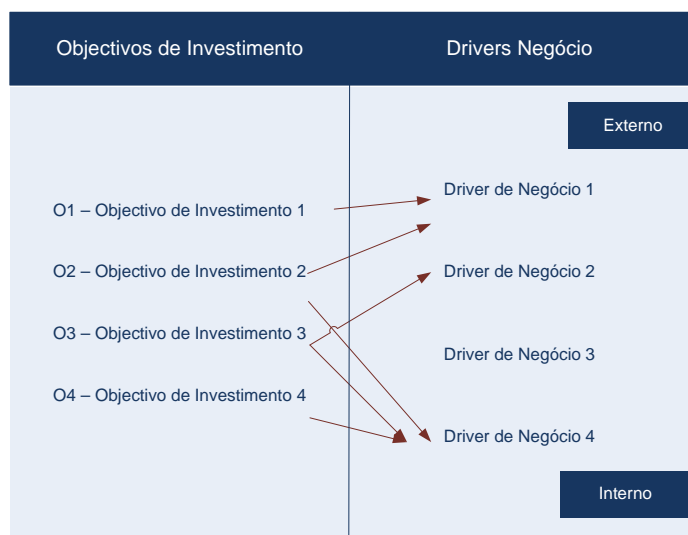 Objectivos de Investimento
Drivers Negócio
Externo
O1 – Objectivo de Investimento 1
O2 – Objectivo de Investimento 2
O3 – Objectivo de Investimento 3
O4 – Objectivo de Investimento 4
Driver de Negócio 1
Driver de Negócio 2
Driver de Negócio 3
Driver de Negócio 4
Interno